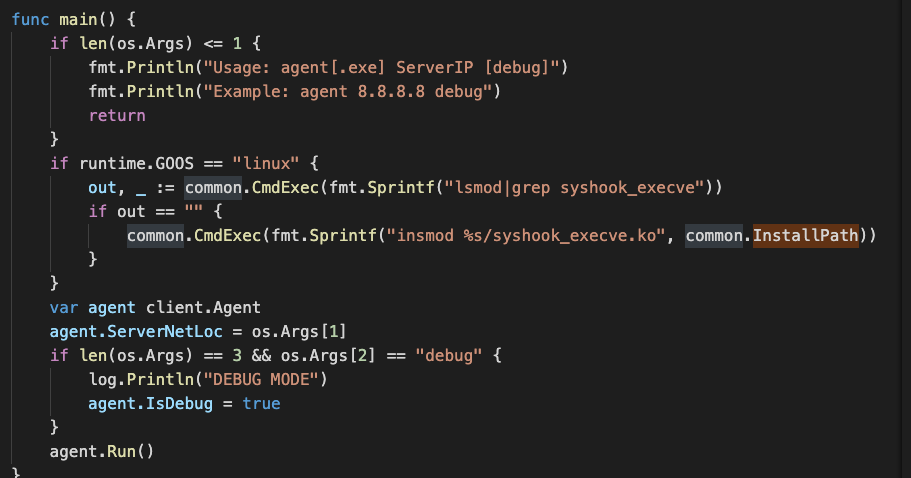 func main() {
    if len(os.Args) <= 1 {
        fmt.Println("Usage: agent[.exe] ServerIP [debug]")
        fmt.Println("Example: agent 8.8.8.8 debug")
        return
    }
    if runtime.GOOS == "linux" {
        out, _ := common.CmdExec(fmt.Sprintf("lsmod|grep syshook_execve"))
        if out == "" {
            common.CmdExec(fmt.Sprintf("insmod %s/syshook_execve.ko", common.InstallPath))
        }
    }
    var agent client.Agent
    agent.ServerNetLoc = os.Args[1]
    if len(os.Args) == 3 && os.Args[2] == "debug" {
        log.Println("DEBUG MODE")
        agent.IsDebug = true
    }
    agent.Run()
}